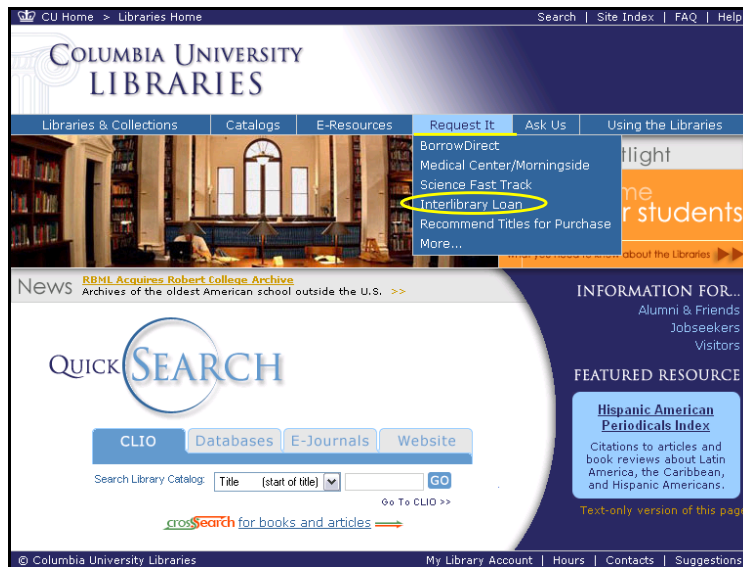 CU Home > Libraries Home
Search | Site Index | FAQ | Help
COLUMBIA UNIVERSITY
LIBRARIES
Libraries & Collections
Catalogs
E-Resources
Request It
Ask Us
Using the Libraries
BorrowDirect
Medical Center/Morningside
Science Fast Track
Interlibrary Loan
Recommend Titles for Purchase
More...
tlight
me
r students
about the Libraries
News
RBML Acquires Robert College Archive
Archives of the oldest American school outside the U.S. >>
QUICK SEARCH
CLIO
Databases
E-Journals
Website
Search Library Catalog:
Title (start of title)
GO
Go To CLIO >>
crossSearch for books and articles
INFORMATION FOR...
Alumni & Friends
Jobseekers
Visitors
FEATURED RESOURCE
Hispanic American
Periodicals Index
Citations to articles and
book reviews about Latin
America, the Caribbean,
and Hispanic Americans.
Text-only version of this page
© Columbia University Libraries
My Library Account | Hours | Contacts | Suggestions